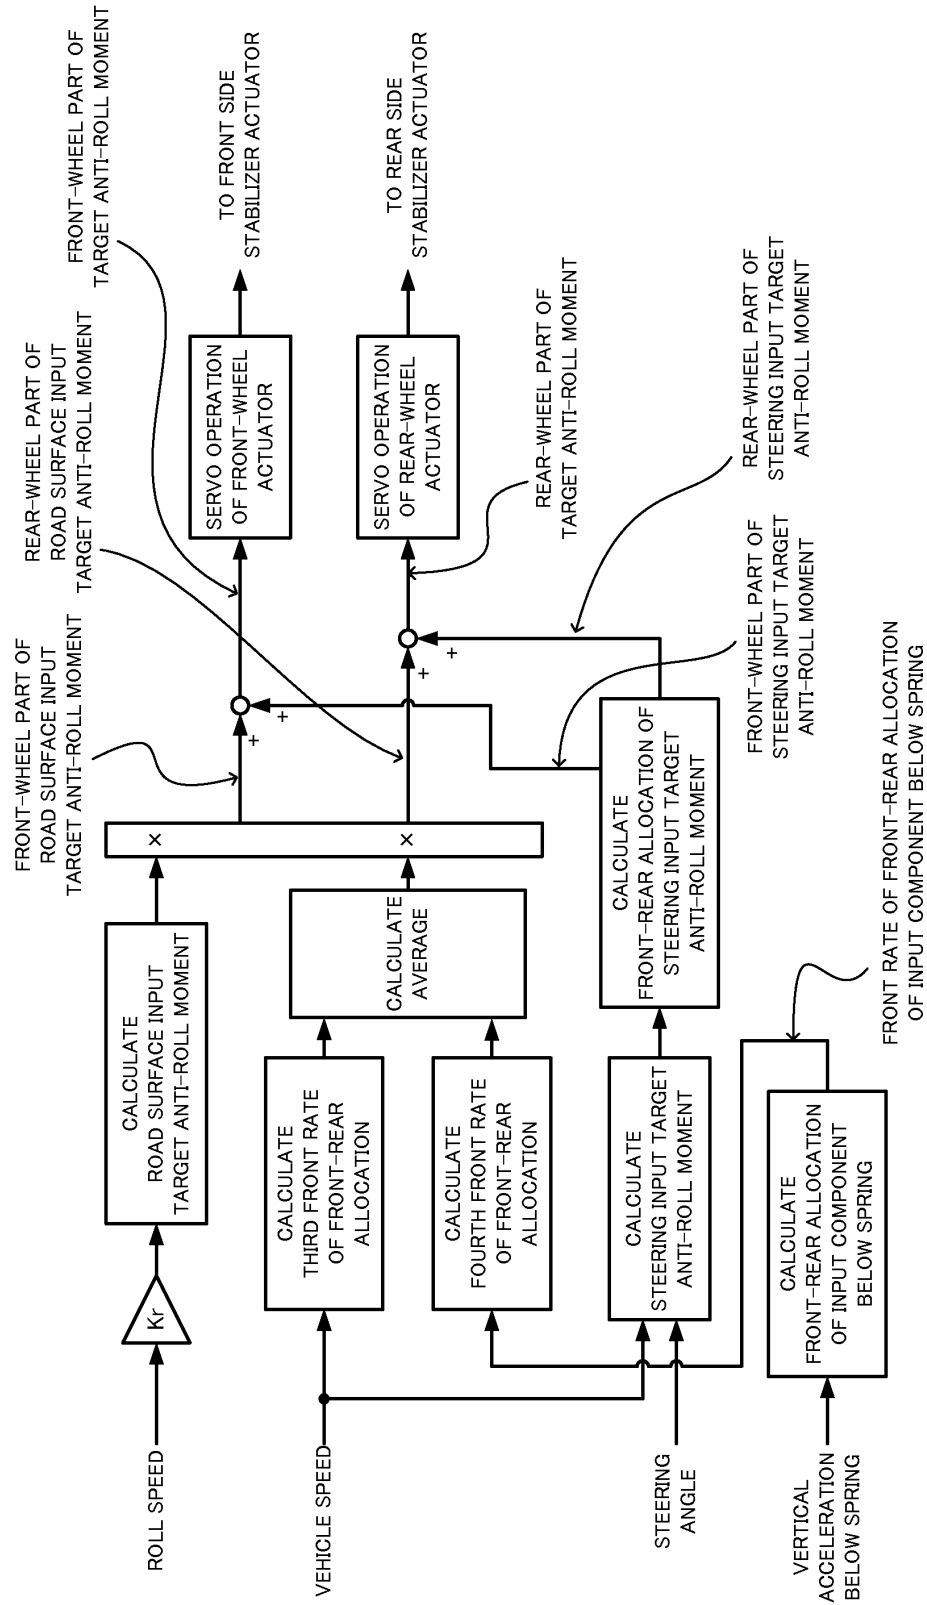 ROLL SPEED
Kr
CALCULATE
ROAD SURFACE INPUT
TARGET ANTI-ROLL MOMENT
×
×
FRONT-WHEEL PART OF
ROAD SURFACE INPUT
TARGET ANTI-ROLL MOMENT
REAR-WHEEL PART OF
ROAD SURFACE INPUT
TARGET ANTI-ROLL MOMENT
FRONT-WHEEL PART OF
TARGET ANTI-ROLL MOMENT
+
+
SERVO OPERATION
OF FRONT-WHEEL
ACTUATOR
TO FRONT SIDE
STABILIZER ACTUATOR
VEHICLE SPEED
CALCULATE
THIRD FRONT RATE
OF FRONT-REAR
ALLOCATION
CALCULATE
FOURTH FRONT RATE
OF FRONT-REAR
ALLOCATION
CALCULATE
AVERAGE
+
+
SERVO OPERATION
OF REAR-WHEEL
ACTUATOR
TO REAR SIDE
STABILIZER ACTUATOR
REAR-WHEEL PART OF
TARGET ANTI-ROLL MOMENT
STEERING
ANGLE
CALCULATE
STEERING INPUT TARGET
ANTI-ROLL MOMENT
CALCULATE
FRONT-REAR ALLOCATION OF
STEERING INPUT TARGET
ANTI-ROLL MOMENT
FRONT-WHEEL PART OF
STEERING INPUT TARGET
ANTI-ROLL MOMENT
REAR-WHEEL PART OF
STEERING INPUT TARGET
ANTI-ROLL MOMENT
VERTICAL
ACCELERATION
BELOW SPRING
CALCULATE
FRONT-REAR ALLOCATION
OF INPUT COMPONENT
BELOW SPRING
FRONT RATE OF FRONT-REAR ALLOCATION
OF INPUT COMPONENT BELOW SPRING